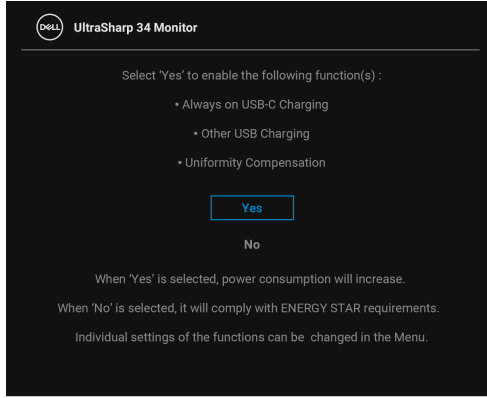 DELL UltraSharp 34 Monitor
Select ‘Yes’ to enable the following function(s) :
• Always on USB-C Charging
• Other USB Charging
• Uniformity Compensation
Yes
No
When ‘Yes’ is selected, power consumption will increase.
When ‘No’ is selected, it will comply with ENERGY STAR requirements.
Individual settings of the functions can be changed in the Menu.